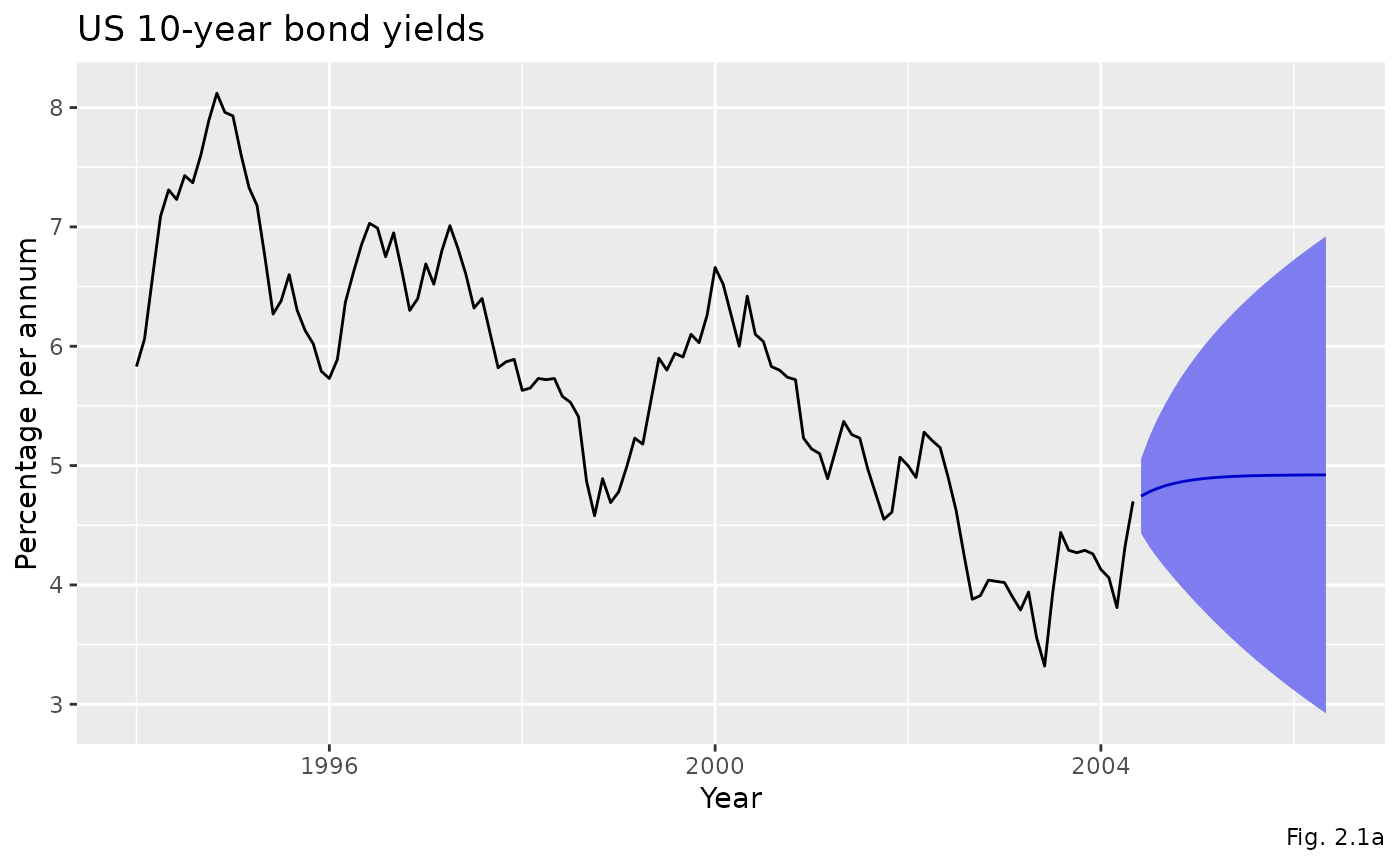 US 10-year bond yields
Percentage per annum
8
7
6
5
4
3
1996
2000
2004
Year
Fig. 2.1a